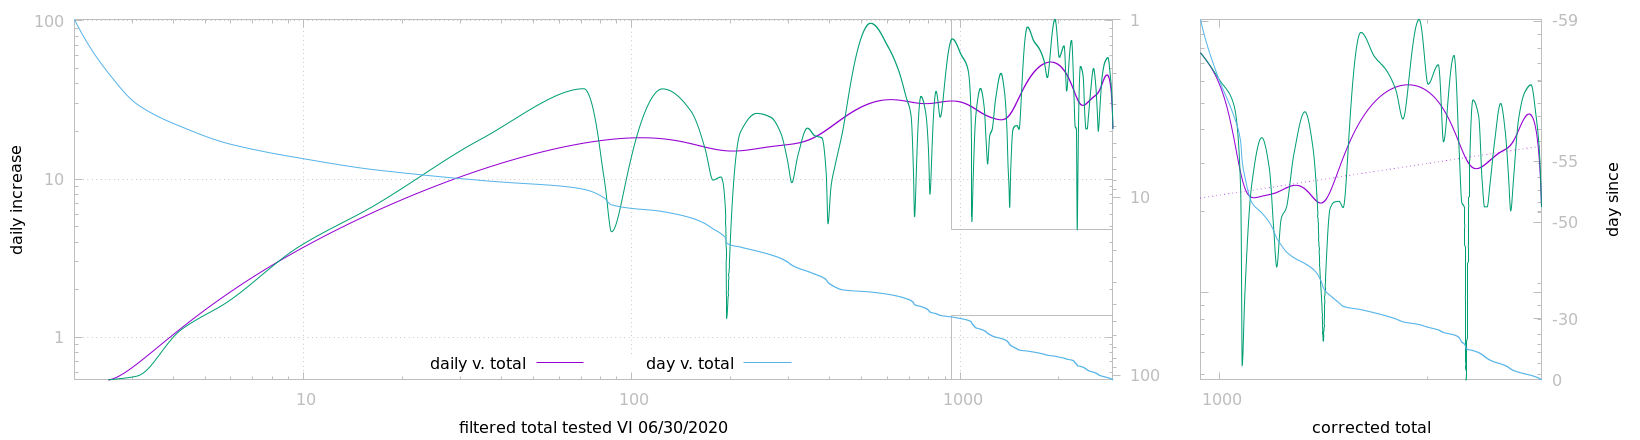 100
10
1
daily increase
10
100
1000
filtered total tested VI 06/30/2020
daily v. total
day v. total
1
10
100
1000
corrected total
-59
-55
-50
-30
0
day since